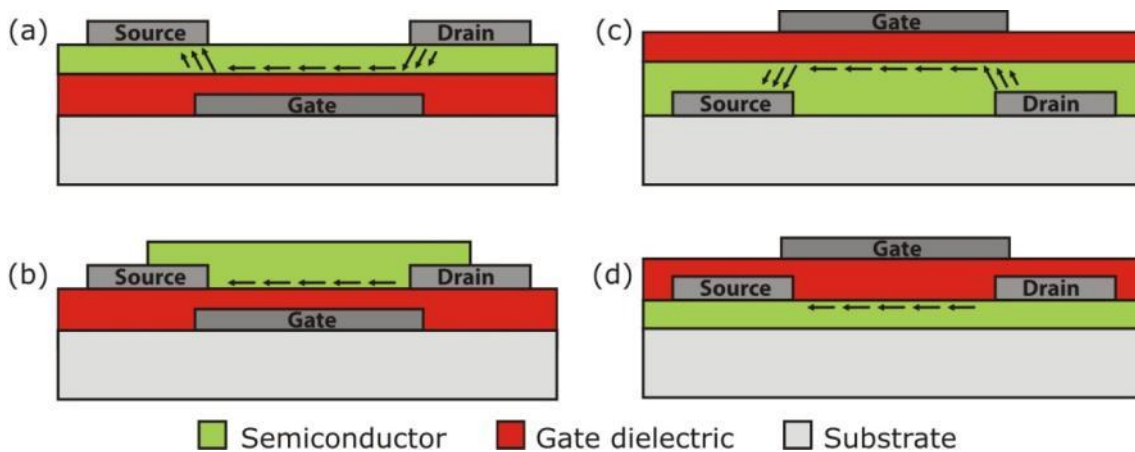 (a)
Source
Drain
Gate
(c)
Gate
Source
Drain
(b)
Source
Drain
Gate
(d)
Gate
Source
Drain
Semiconductor
Gate dielectric
Substrate